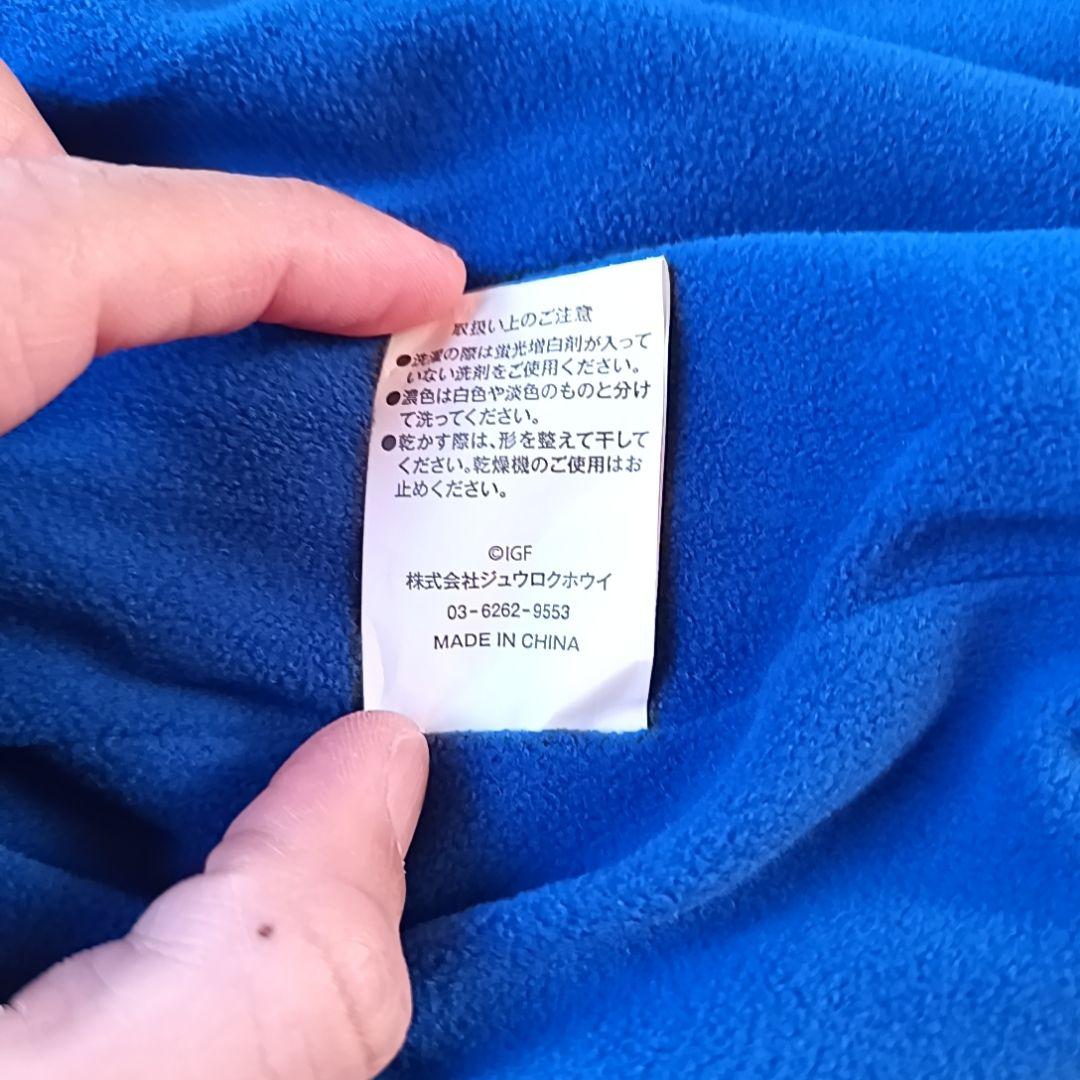 取扱い上のご注意
●洗濯の際は蛍光増白剤が入って
いない洗剤をご使用ください。
●濃色は白色や淡色のものと分け
て洗ってください。
●乾かす際は、形を整えて干して
ください。乾燥機のご使用はお
止めください。
©IGF
株式会社ジュウロクホウイ
03-6262-9553
MADE IN CHINA